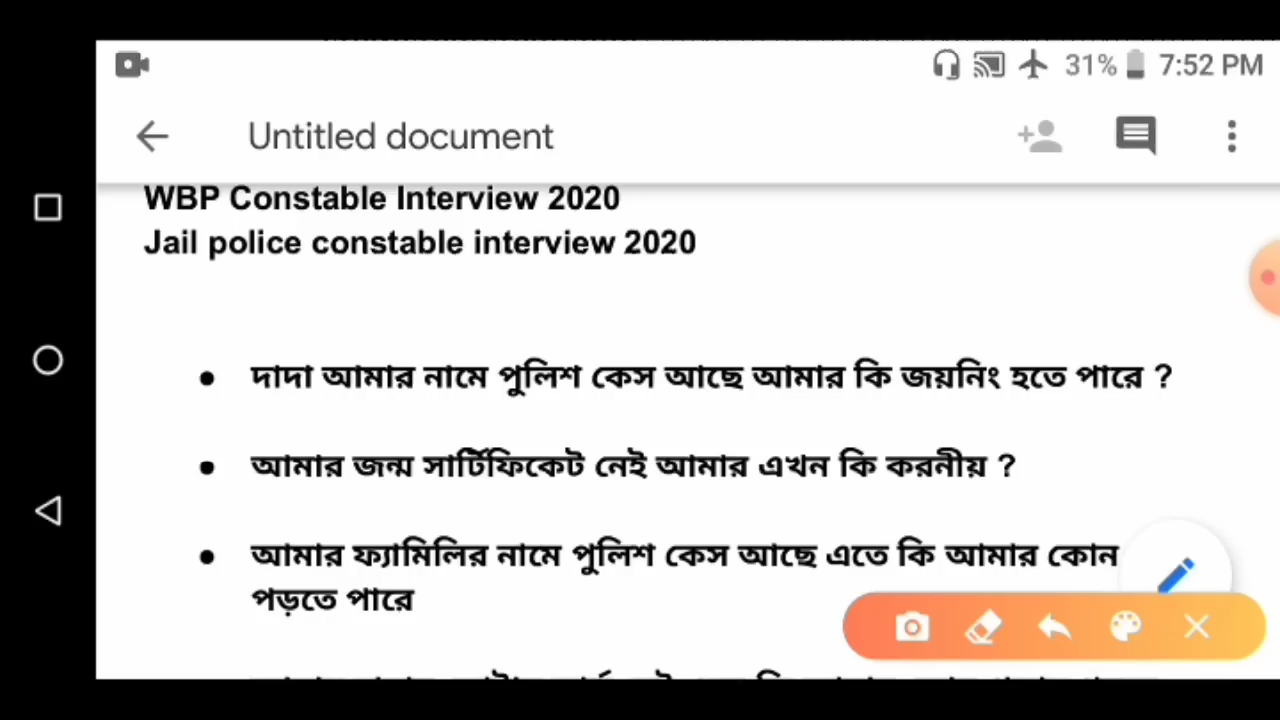 31% 7:52 PM
Untitled document
WBP Constable Interview 2020
Jail police constable interview 2020
• দাদা আমার নামে পুলিশ কেস আছে আমার কি জয়নিং হতে পারে ?
• আমার জন্ম সার্টিফিকেট নেই আমার এখন কি করনীয় ?
• আমার ফ্যামিলির নামে পুলিশ কেস আছে এতে কি আমার কোন
পড়তে পারে